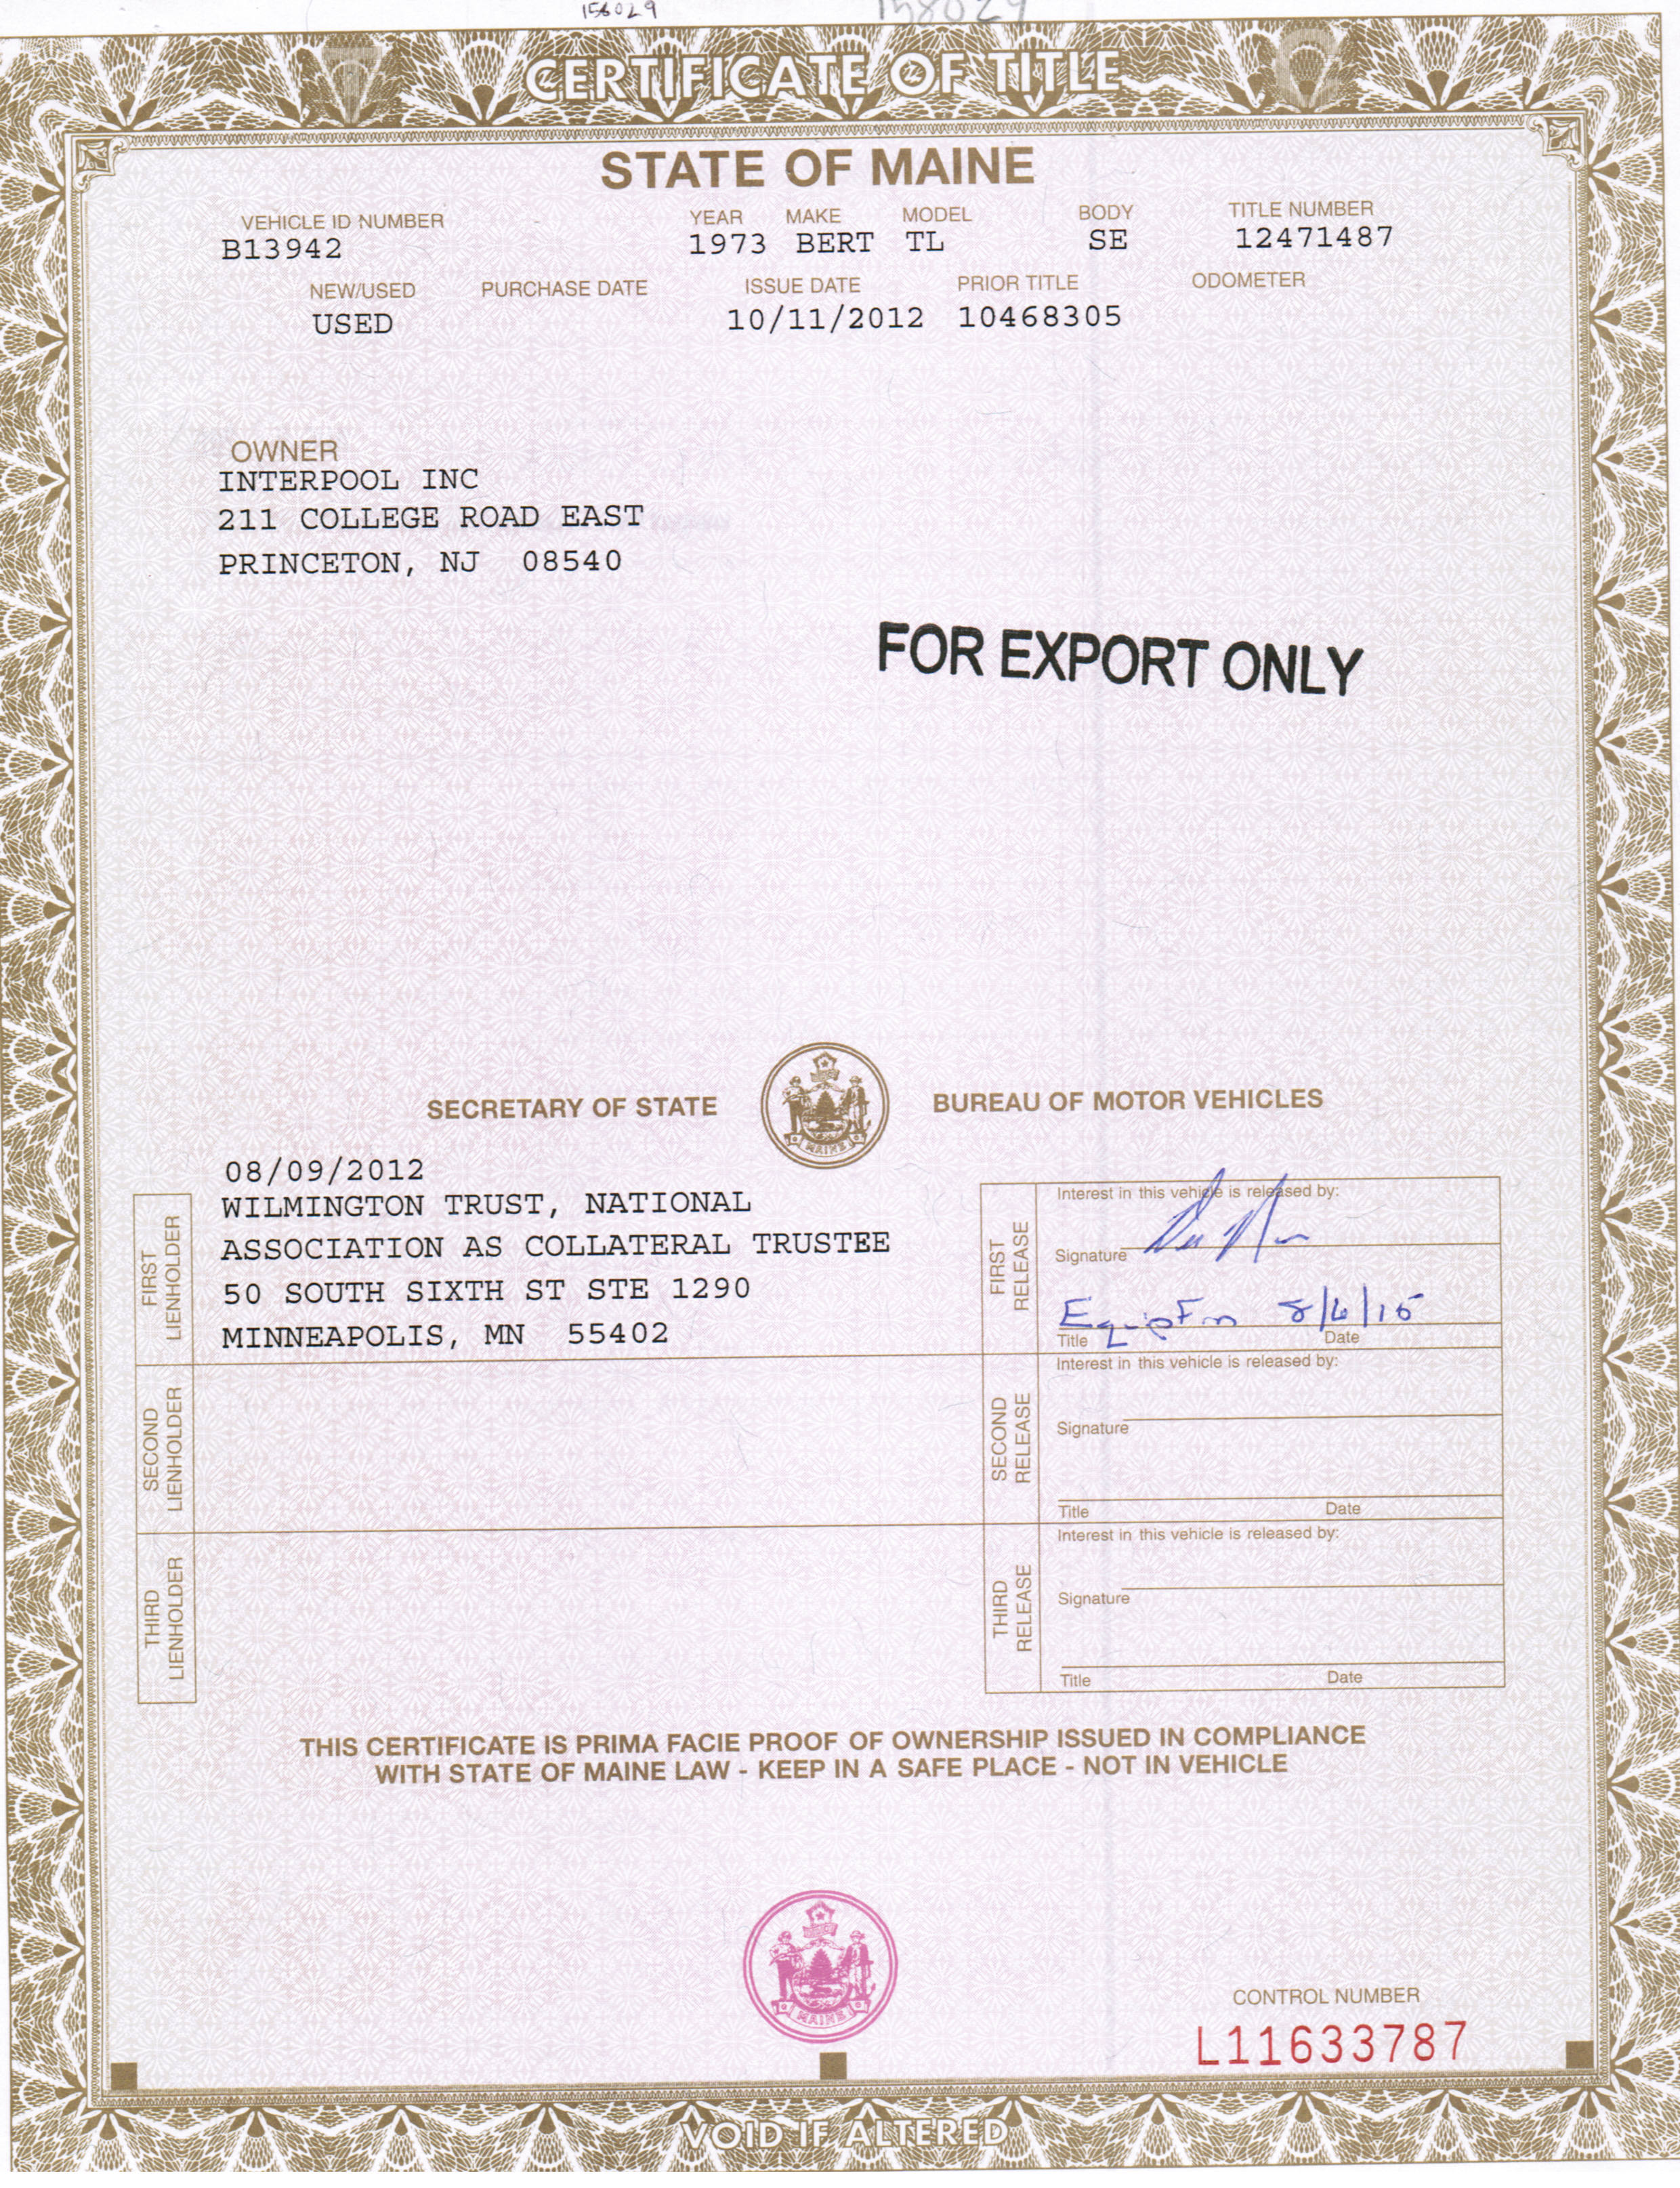 158029
158029
CERTIFICATE OF TITLE
STATE OF MAINE
VEHICLE ID NUMBER YEAR MAKE MODEL BODY TITLE NUMBER
B13942 1973 BERT TL SE 12471487
NEW/USED PURCHASE DATE ISSUE DATE PRIOR TITLE ODOMETER
USED 10/11/2012 10468305
OWNER
INTERPOOL INC
211 COLLEGE ROAD EAST
PRINCETON, NJ 08540
FOR EXPORT ONLY
SECRETARY OF STATE MAINE BUREAU OF MOTOR VEHICLES
08/09/2012
FIRST LIENHOLDER
WILMINGTON TRUST, NATIONAL
ASSOCIATION AS COLLATERAL TRUSTEE
50 SOUTH SIXTH ST STE 1290
MINNEAPOLIS, MN 55402
FIRST RELEASE
Interest in this vehicle is released by:
Signature
8/6/15
Title Date
SECOND LIENHOLDER
SECOND RELEASE
Interest in this vehicle is released by:
Signature
Title Date
THIRD LIENHOLDER
THIRD RELEASE
Interest in this vehicle is released by:
Signature
Title Date
THIS CERTIFICATE IS PRIMA FACIE PROOF OF OWNERSHIP ISSUED IN COMPLIANCE
WITH STATE OF MAINE LAW - KEEP IN A SAFE PLACE - NOT IN VEHICLE
MAINE
CONTROL NUMBER
L11633787
VOID IF ALTERED